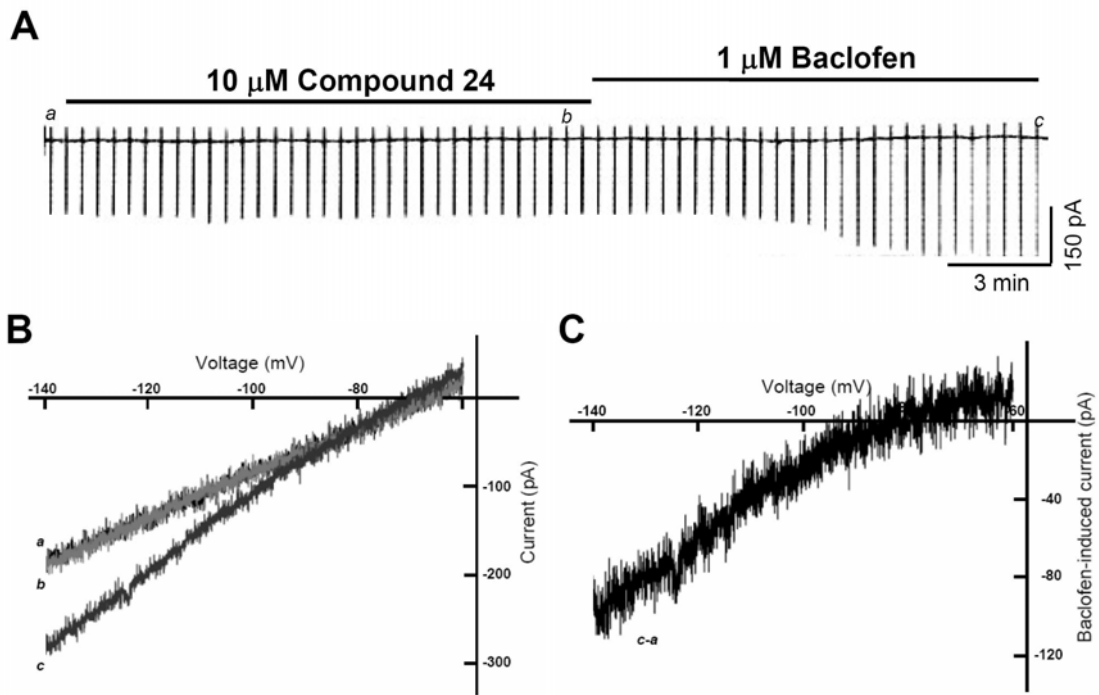 A
10 μM Compound 24
1 μM Baclofen
a
b
c
150 pA
3 min
B
Voltage (mV)
-140
-120
-100
-80
-100
-200
-300
Current (pA)
a
b
c
C
Voltage (mV)
-140
-120
-100
60
-40
-80
-120
Baclofen-induced current (pA)
c-a